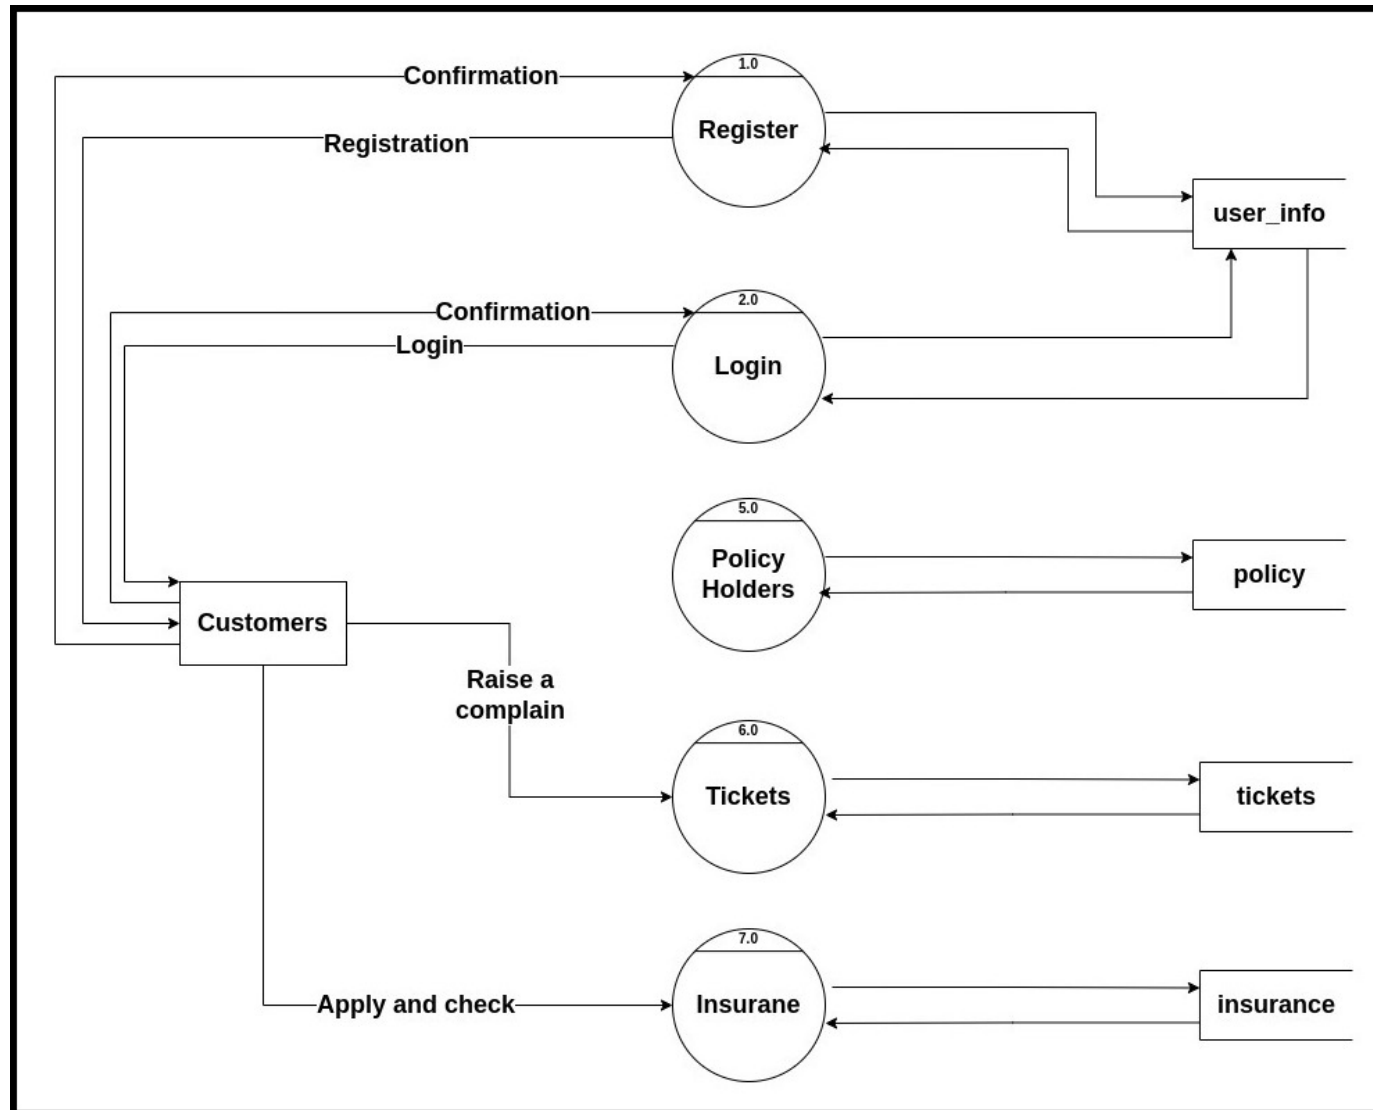 1.0
Confirmation
Register
Registration
user_info
2.0
Confirmation
Login
Login
5.0
Policy
Holders
policy
Customers
Raise a
complain
6.0
Tickets
tickets
7.0
Apply and check
Insurane
insurance